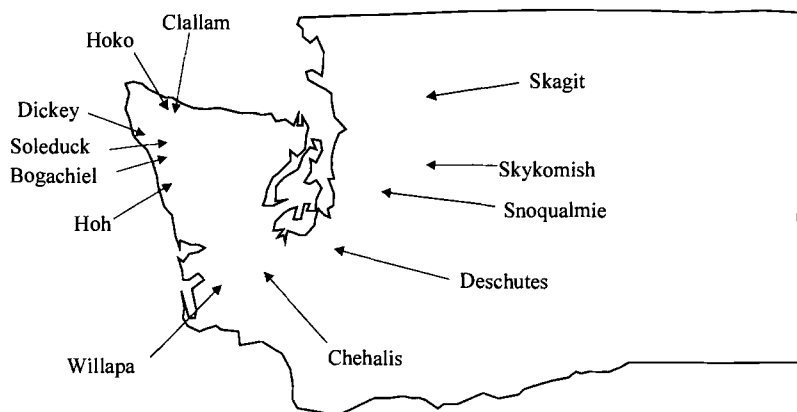 Clallam
Hoko
Skagit
Dickey
Soleduck
Bogachiel
Skykomish
Snoqualmie
Hoh
Deschutes
Willapa
Chehalis